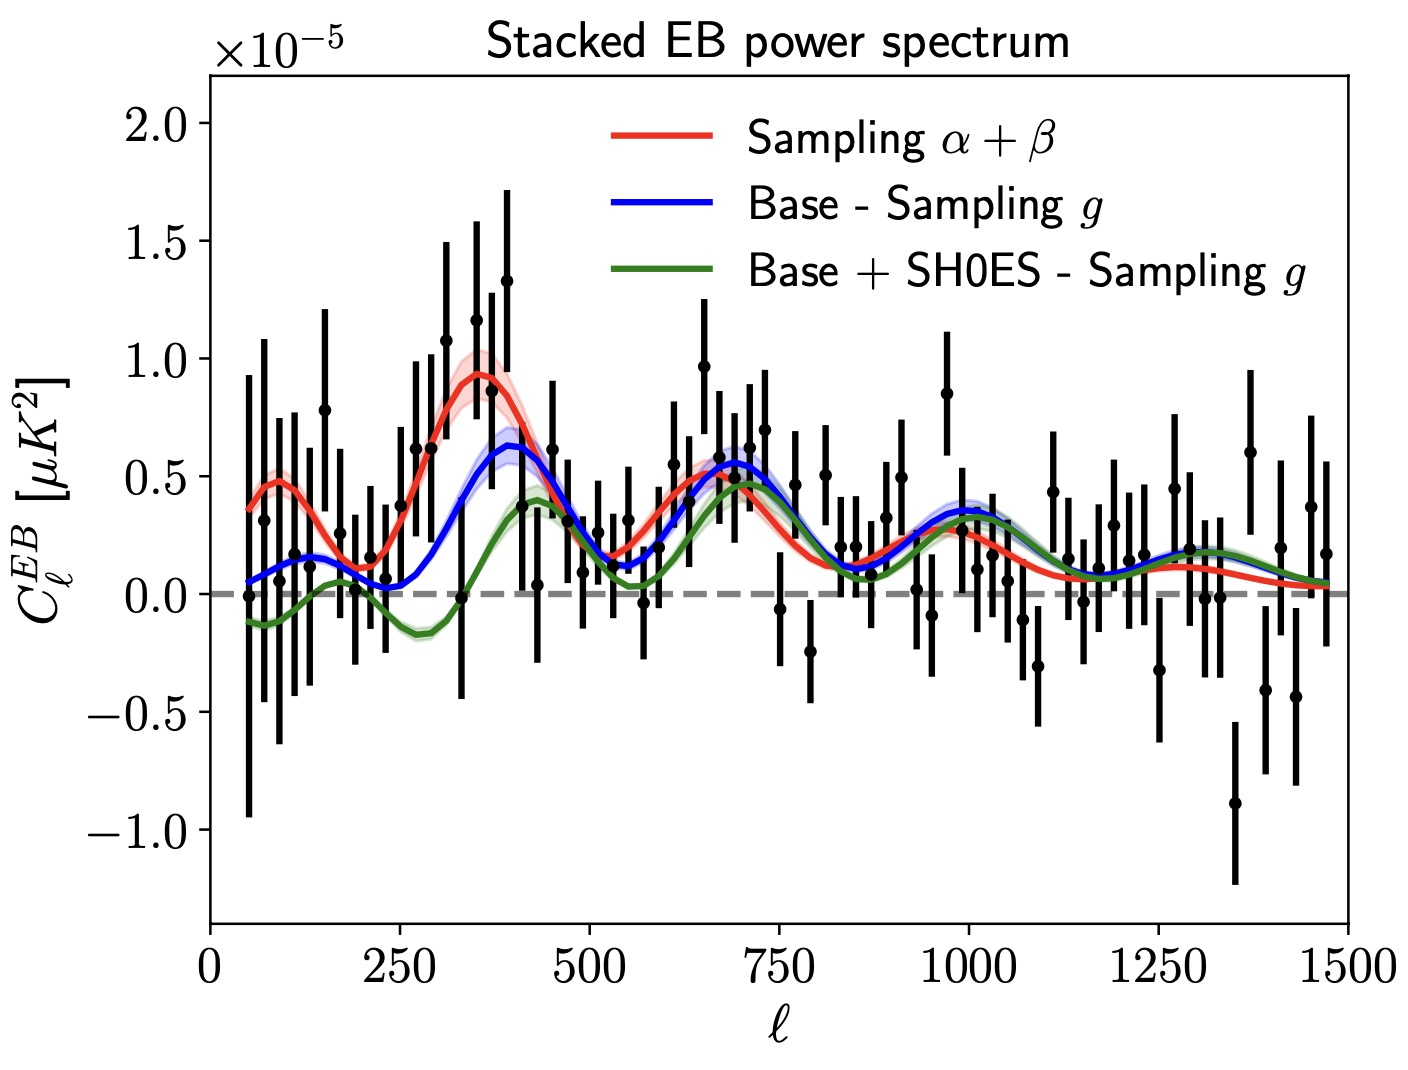 ×10⁻⁵
Stacked EB power spectrum
Sampling α + β
Base - Sampling g
Base + SH0ES - Sampling g
2.0
1.5
1.0
0.5
0.0
−0.5
−1.0
C_ℓ^{EB} [μK²]
0 250 500 750 1000 1250 1500
ℓ